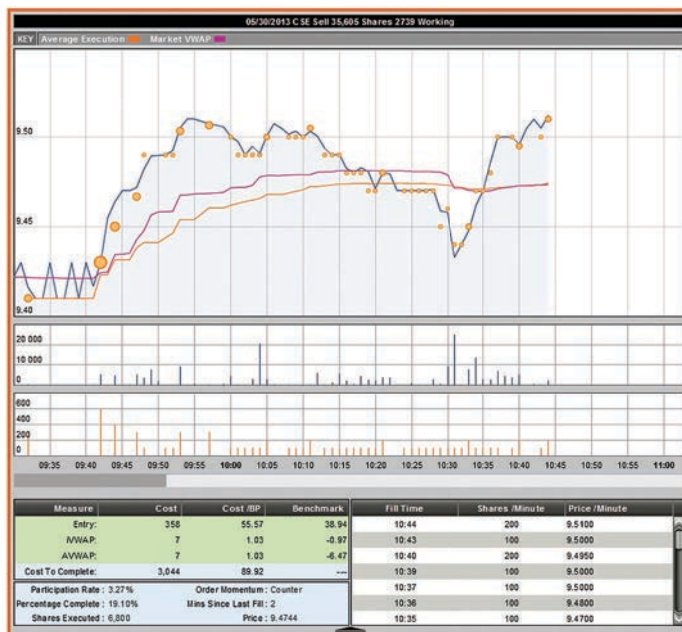 05/30/2013 CSE Sell 35,605 Shares 2739 Working
KEY Average Execution Market VWAP
9.50
9.45
9.40
20 000
10 000
0
600
400
200
0
09:35 09:40 09:45 09:50 09:55 10:00 10:05 10:10 10:15 10:20 10:25 10:30 10:35 10:40 10:45 10:50 10:55 11:00
Measure Cost Cost /BP Benchmark
Entry: 358 55.57 38.94
IVWAP: 7 1.03 -0.97
AVWAP: 7 1.03 -6.47
Cost To Complete: 3,044 89.92 ---
Participation Rate : 3.27% Order Momentum : Counter
Percentage Complete : 19.10% Mins Since Last Fill : 2
Shares Executed : 6,800 Price : 9.4744
Fill Time Shares /Minute Price /Minute
10:44 200 9.5100
10:43 100 9.5000
10:40 200 9.4950
10:39 100 9.5000
10:37 100 9.5000
10:36 100 9.4800
10:35 100 9.4700